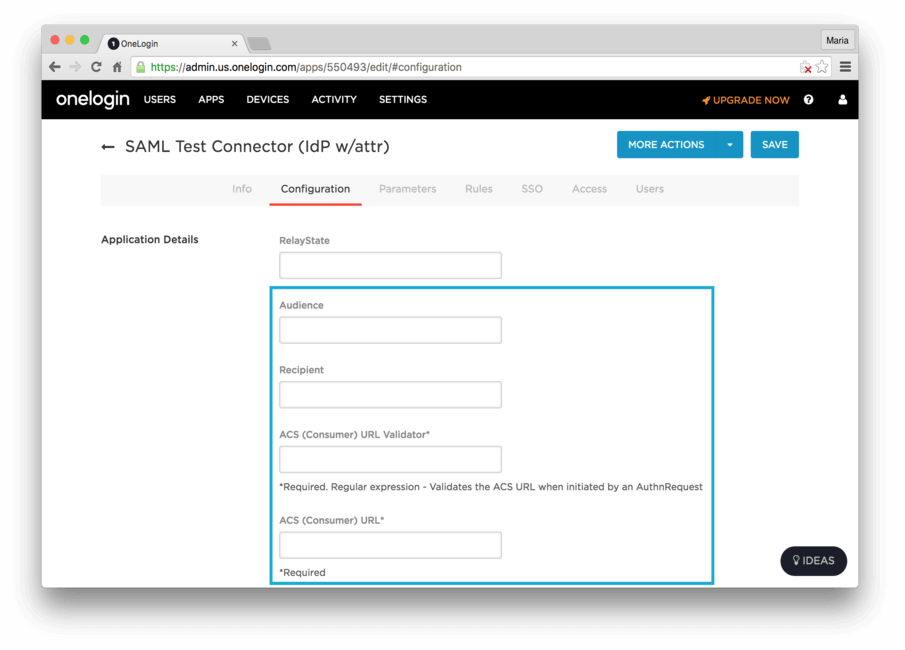 OneLogin
Maria
https://admin.us.onelogin.com/apps/550493/edit/#configuration
onelogin USERS APPS DEVICES ACTIVITY SETTINGS UPGRADE NOW
← SAML Test Connector (IdP w/attr) MORE ACTIONS SAVE
Info Configuration Parameters Rules SSO Access Users
Application Details
RelayState
Audience
Recipient
ACS (Consumer) URL Validator*
*Required. Regular expression - Validates the ACS URL when initiated by an AuthnRequest
ACS (Consumer) URL*
*Required
IDEAS